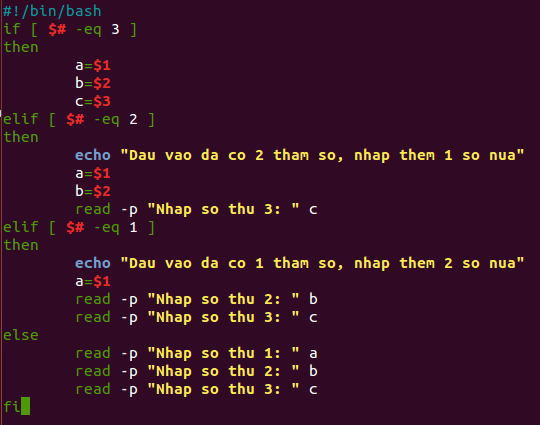 #!/bin/bash
if [ $# -eq 3 ]
then
        a=$1
        b=$2
        c=$3
elif [ $# -eq 2 ]
then
        echo "Dau vao da co 2 tham so, nhap them 1 so nua"
        a=$1
        b=$2
        read -p "Nhap so thu 3: " c
elif [ $# -eq 1 ]
then
        echo "Dau vao da co 1 tham so, nhap them 2 so nua"
        a=$1
        read -p "Nhap so thu 2: " b
        read -p "Nhap so thu 3: " c
else
        read -p "Nhap so thu 1: " a
        read -p "Nhap so thu 2: " b
        read -p "Nhap so thu 3: " c
fi